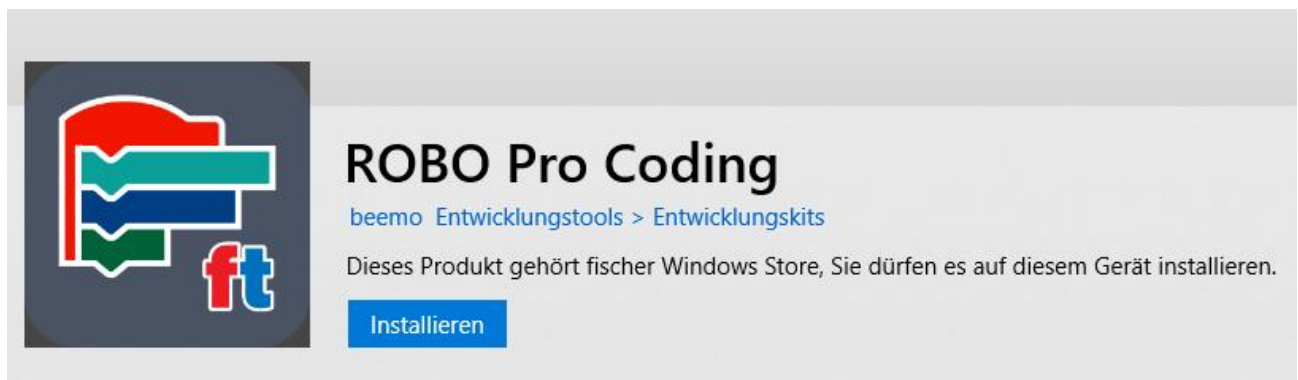 ft
ROBO Pro Coding
beemo Entwicklungstools > Entwicklungskits
Dieses Produkt gehört fischer Windows Store, Sie dürfen es auf diesem Gerät installieren.
Installieren